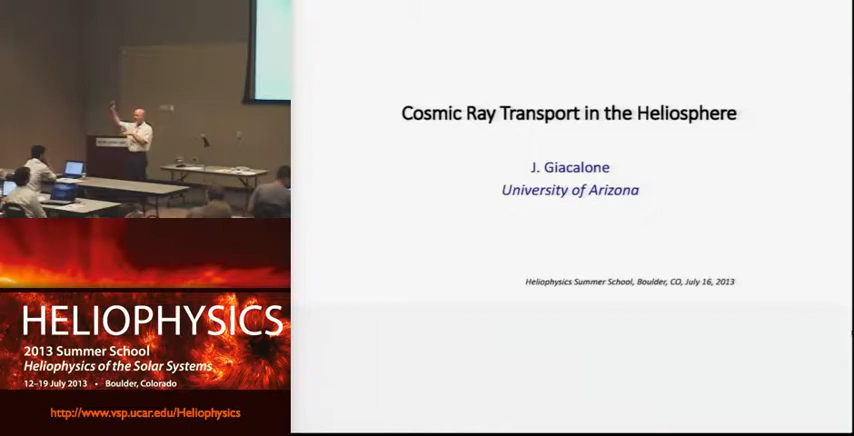 Cosmic Ray Transport in the Heliosphere
J. Giacalone
University of Arizona
Heliophysics Summer School, Boulder, CO, July 16, 2013
HELIOPHYSICS
2013 Summer School
Heliophysics of the Solar Systems
12–19 July 2013 • Boulder, Colorado
http://www.vsp.ucar.edu/Heliophysics